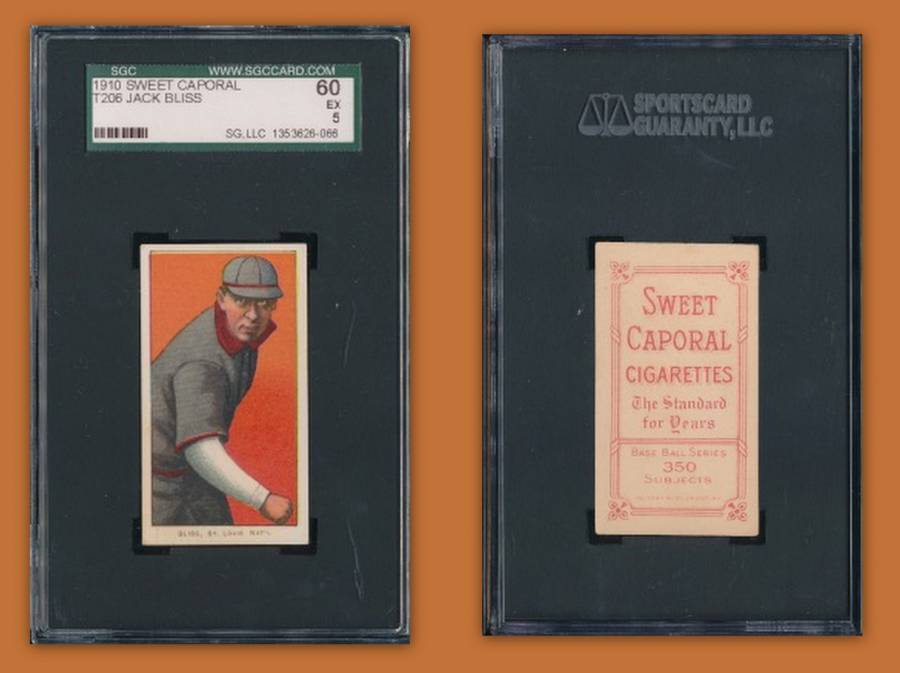 SGC WWW.SGCCARD.COM
1910 SWEET CAPORAL 60
T206 JACK BLISS EX
5
SG,LLC 1353626-066
BLISS, ST. LOUIS NAT'L
SPORTSCARD
GUARANTY, LLC
SWEET
CAPORAL
CIGARETTES
The Standard
for Years
BASE BALL SERIES
350
SUBJECTS